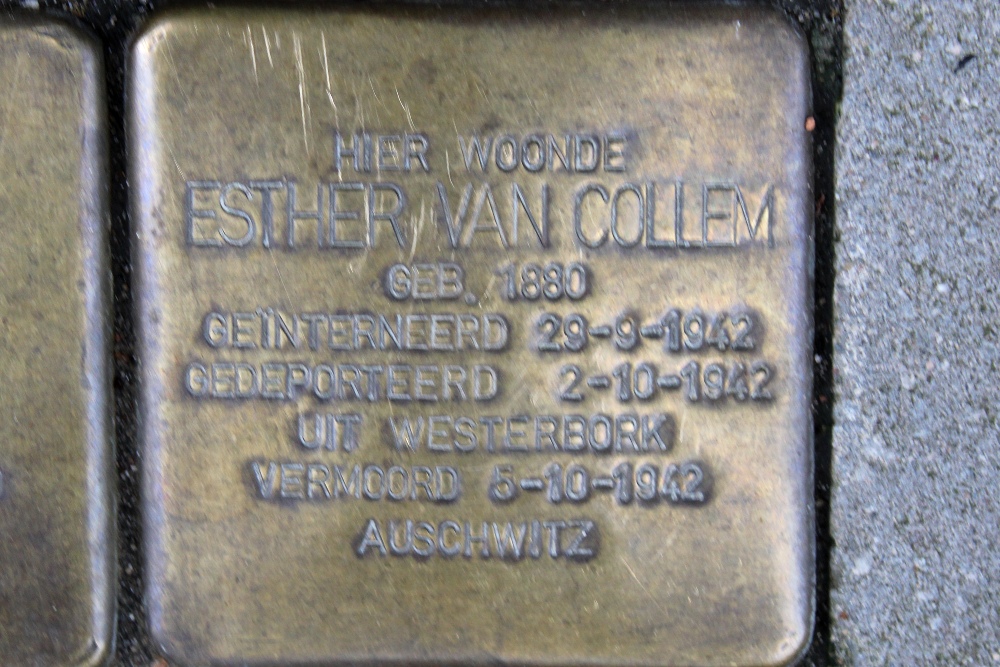 HIER WOONDE
ESTHER VAN COLLEM
GEB. 1880
GEÏNTERNEERD 29-9-1942
GEDEPORTEERD 2-10-1942
UIT WESTERBORK
VERMOORD 5-10-1942
AUSCHWITZ